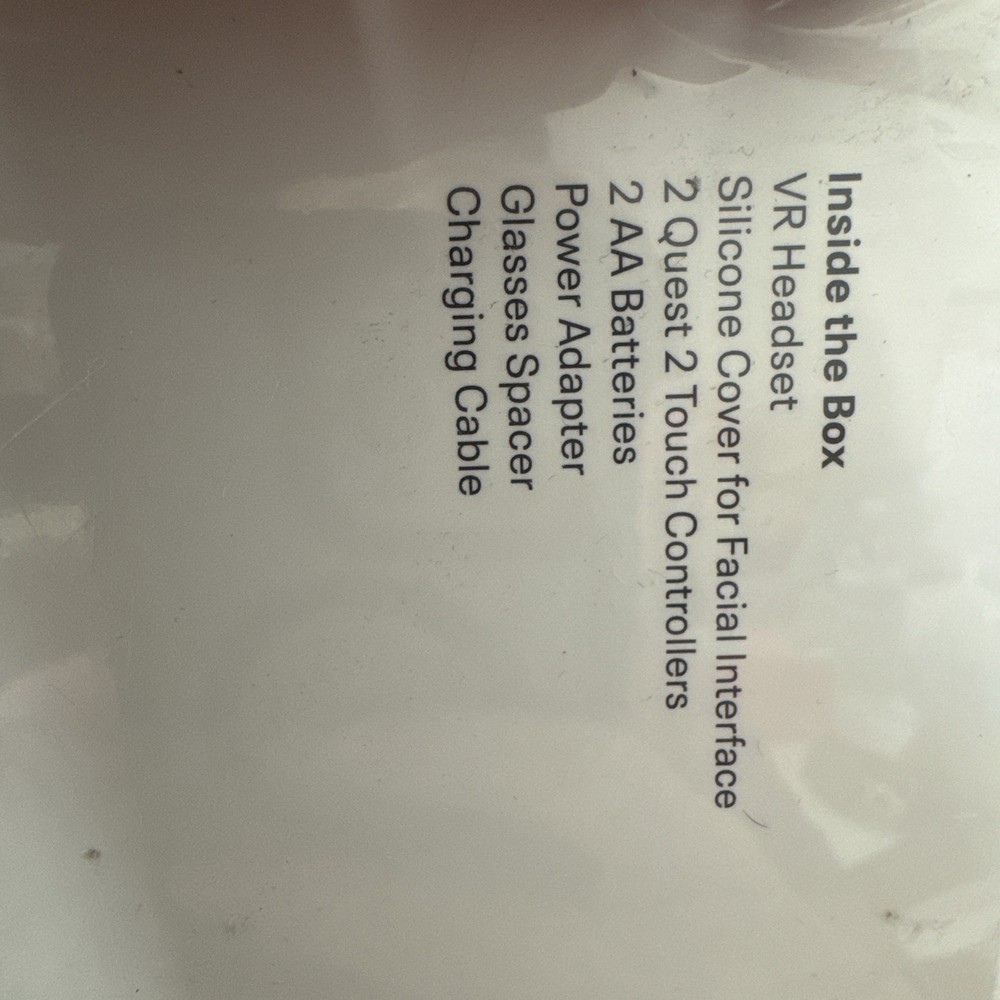 Inside the Box
VR Headset
Silicone Cover for Facial Interface
2 Quest 2 Touch Controllers
2 AA Batteries
Power Adapter
Glasses Spacer
Charging Cable